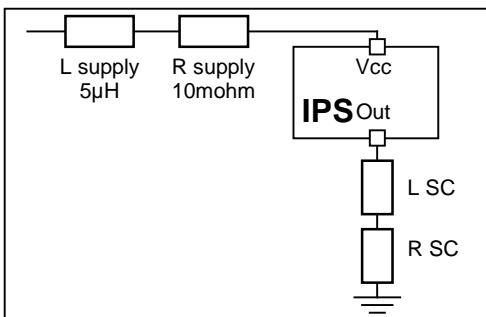 L supply
5µH
R supply
10mohm
Vcc
IPS Out
L SC
R SC